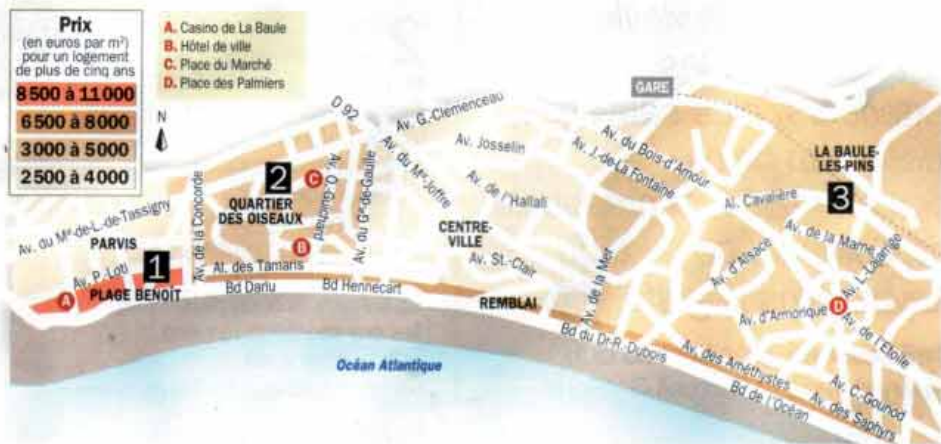 Prix
(en euros par m²)
pour un logement
de plus de cinq ans
8 500 à 11 000
6 500 à 8 000
3 000 à 5 000
2 500 à 4 000
A. Casino de La Baule
B. Hôtel de ville
C. Place du Marché
D. Place des Palmiers
N
GARE
D 92
Av. G.-Clemenceau
Av. Josselin
Av. du Mal-Joffre
Av. de l'Hallali
Av. du Bois-d'Amour
Av. J.-de-La Fontaine
LA BAULE-
LES-PINS
3
Al. Cavalière
2
C
QUARTIER
DES OISEAUX
Av. O.-Guichard
Av. du Gal-de-Gaulle
Av. de la Concorde
Av. du Mal-de-L.-de-Tassigny
PARVIS
CENTRE-
VILLE
B
Av. de la Marne
Av. d'Alsace
Av. L.-Lajarrige
1
Av. P.-Loti
Al. des Tamaris
Av. St.-Clair
Av. de la Mer
A
PLAGE BENOÎT
Bd Darlu
Bd Hennecart
REMBLAI
D
Av. d'Armorique
Av. de l'Etoile
Bd du Dr-R.-Dubois
Av. des Améthystes
Océan Atlantique
Bd de l'Océan
Av. C.-Gounod
Av. des Saphyrs